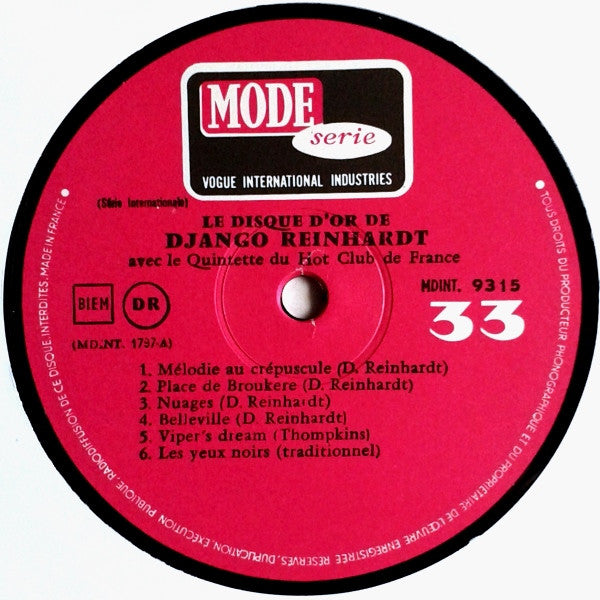 MODE
serie
VOGUE INTERNATIONAL INDUSTRIES
(Série Internationale)
LE DISQUE D'OR DE
DJANGO REINHARDT
avec le Quintette du Hot Club de France
MDINT. 9315
33
BIEM
DR
(MD.NT. 1797-A)
1. Mélodie au crépuscule (D. Reinhardt)
2. Place de Broukere (D. Reinhardt)
3. Nuages (D. Reinhardt)
4. Belleville (D. Reinhardt)
5. Viper's dream (Thompkins)
6. Les yeux noirs (traditionnel)
• TOUS DROITS DU PRODUCTEUR PHONOGRAPHIQUE ET DU PROPRIETAIRE DE L'ŒUVRE ENREGISTREE RESERVES. DUPLICATION, EXECUTION PUBLIQUE, RADIODIFFUSION DE CE DISQUE INTERDITES. MADE IN FRANCE •